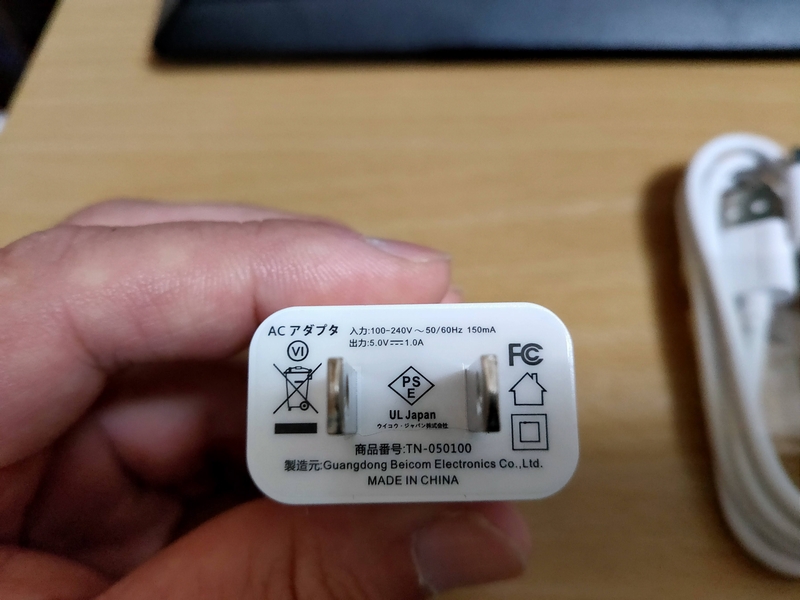 ACアダプタ
入力:100-240V～50/60Hz 150mA
出力:5.0V⎓1.0A
VI
FC
PS
E
UL Japan
ウイコウ・ジャパン株式会社
商品番号:TN-050100
製造元:Guangdong Beicom Electronics Co.,Ltd.
MADE IN CHINA